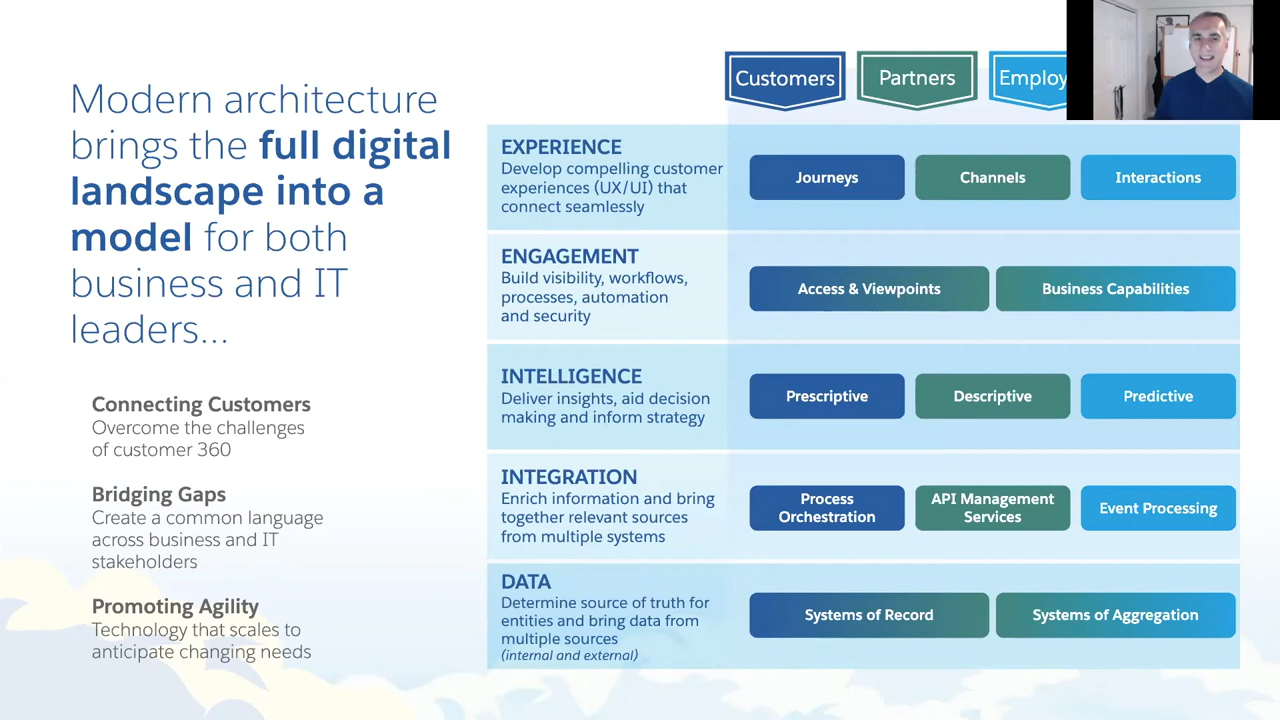 Modern architecture
brings the full digital
landscape into a
model for both
business and IT
leaders...
Connecting Customers
Overcome the challenges
of customer 360
Bridging Gaps
Create a common language
across business and IT
stakeholders
Promoting Agility
Technology that scales to
anticipate changing needs
Customers
Partners
Employ
EXPERIENCE
Develop compelling customer
experiences (UX/UI) that
connect seamlessly
Journeys
Channels
Interactions
ENGAGEMENT
Build visibility, workflows,
processes, automation
and security
Access & Viewpoints
Business Capabilities
INTELLIGENCE
Deliver insights, aid decision
making and inform strategy
Prescriptive
Descriptive
Predictive
INTEGRATION
Enrich information and bring
together relevant sources
from multiple systems
Process
Orchestration
API Management
Services
Event Processing
DATA
Determine source of truth for
entities and bring data from
multiple sources
(internal and external)
Systems of Record
Systems of Aggregation